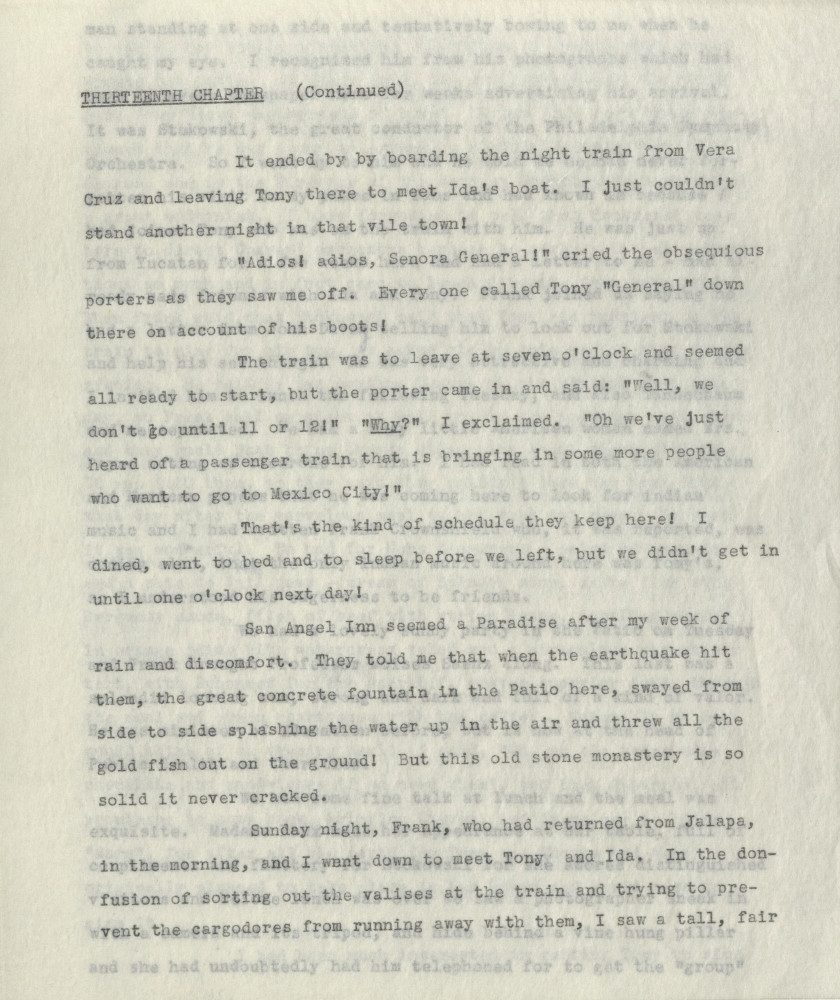 THIRTEENTH CHAPTER (Continued)
It ended by by boarding the night train from Vera
Cruz and leaving Tony there to meet Ida's boat. I just couldn't
stand another night in that vile town!
"Adios! adios, Senora General!" cried the obsequious
porters as they saw me off. Every one called Tony "General" down
there on account of his boots!
The train was to leave at seven o'clock and seemed
all ready to start, but the porter came in and said: "Well, we
don't go until 11 or 12!" "Why?" I exclaimed. "Oh we've just
heard of a passenger train that is bringing in some more people
who want to go to Mexico City!"
That's the kind of schedule they keep here! I
dined, went to bed and to sleep before we left, but we didn't get in
until one o'clock next day!
San Angel Inn seemed a Paradise after my week of
rain and discomfort. They told me that when the earthquake hit
them, the great concrete fountain in the Patio here, swayed from
side to side splashing the water up in the air and threw all the
gold fish out on the ground! But this old stone monastery is so
solid it never cracked.
Sunday night, Frank, who had returned from Jalapa,
in the morning, and I want down to meet Tony and Ida. In the don-
fusion of sorting out the valises at the train and trying to pre-
vent the cargodores from running away with them, I saw a tall, fair